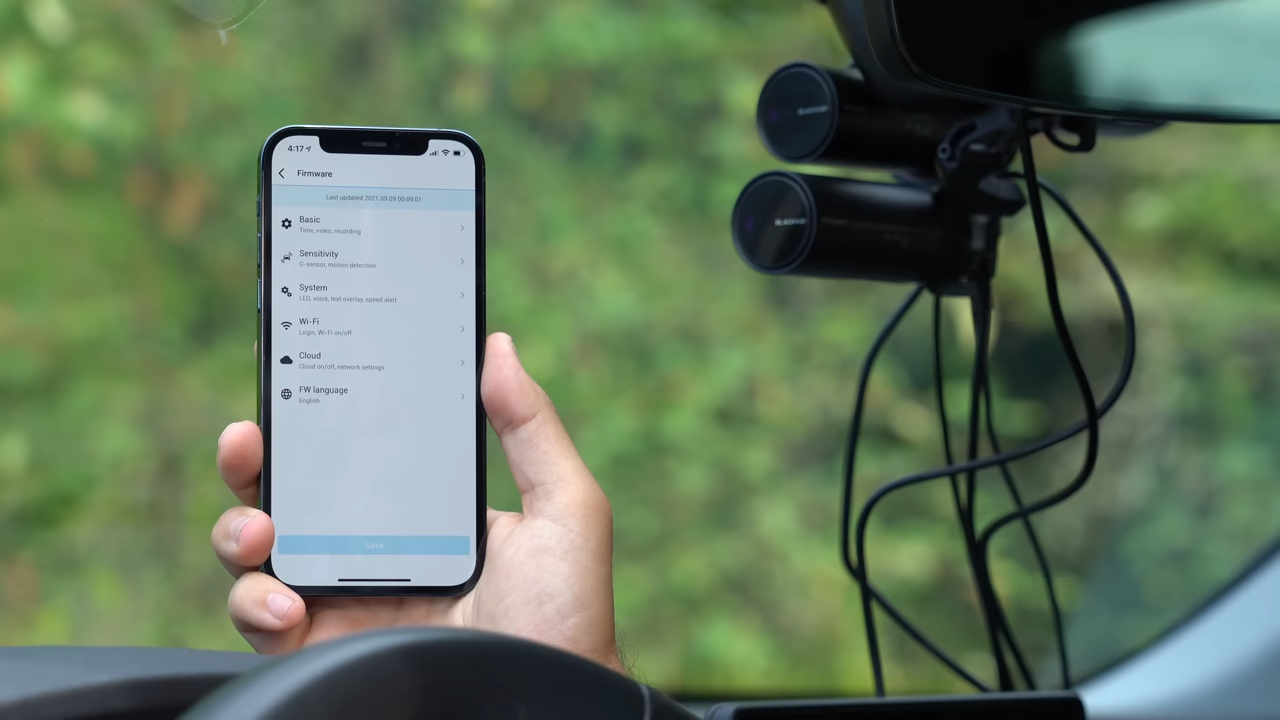 4:17
Firmware
Last updated 2021.09.09 00:09:01
Basic
Time, video, recording
Sensitivity
G-sensor, motion detection
System
LED, voice, text overlay, speed alert
Wi-Fi
Login, Wi-Fi on/off
Cloud
Cloud on/off, network settings
FW language
English
Save